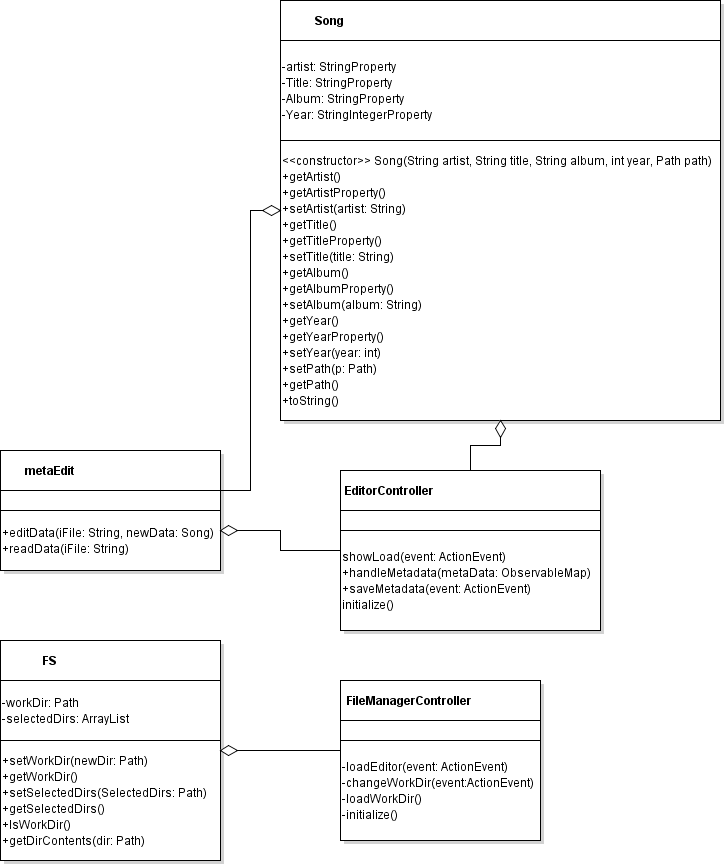 Song
-artist: StringProperty
-Title: StringProperty
-Album: StringProperty
-Year: StringIntegerProperty
<<constructor>> Song(String artist, String title, String album, int year, Path path)
+getArtist()
+getArtistProperty()
+setArtist(artist: String)
+getTitle()
+getTitleProperty()
+setTitle(title: String)
+getAlbum()
+getAlbumProperty()
+setAlbum(album: String)
+getYear()
+getYearProperty()
+setYear(year: int)
+setPath(p: Path)
+getPath()
+toString()
metaEdit
+editData(iFile: String, newData: Song)
+readData(iFile: String)
EditorController
showLoad(event: ActionEvent)
+handleMetadata(metaData: ObservableMap)
+saveMetadata(event: ActionEvent)
initialize()
FS
-workDir: Path
-selectedDirs: ArrayList
+setWorkDir(newDir: Path)
+getWorkDir()
+setSelectedDirs(SelectedDirs: Path)
+getSelectedDirs()
+lsWorkDir()
+getDirContents(dir: Path)
FileManagerController
-loadEditor(event: ActionEvent)
-changeWorkDir(event:ActionEvent)
-loadWorkDir()
-initialize()